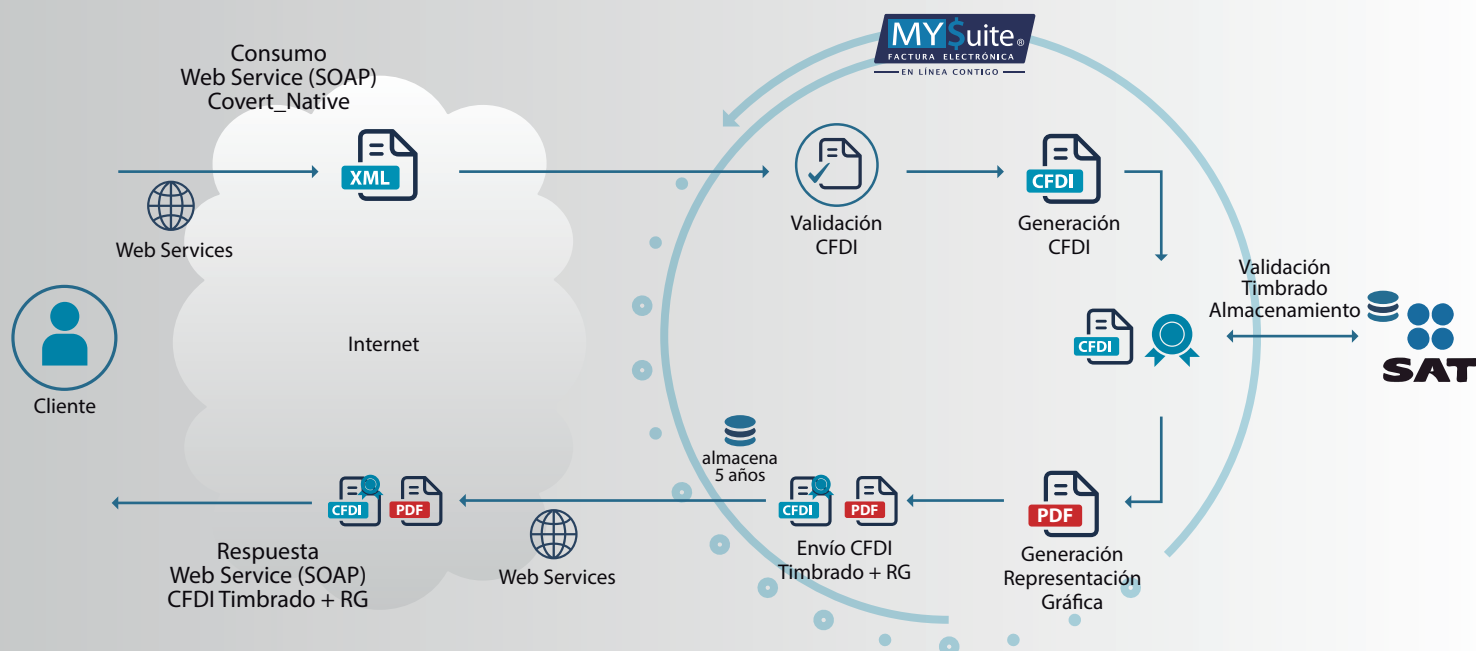 MY$uite®
FACTURA ELECTRÓNICA
EN LÍNEA CONTIGO
Consumo
Web Service (SOAP)
Covert_Native
XML
Web Services
Validación
CFDI
CFDI
Generación
CFDI
Validación
Timbrado
Almacenamiento
CFDI
SAT
Internet
Cliente
almacena
5 años
CFDI
PDF
Respuesta
Web Service (SOAP)
CFDI Timbrado + RG
Web Services
CFDI
PDF
Envío CFDI
Timbrado + RG
PDF
Generación
Representación
Gráfica